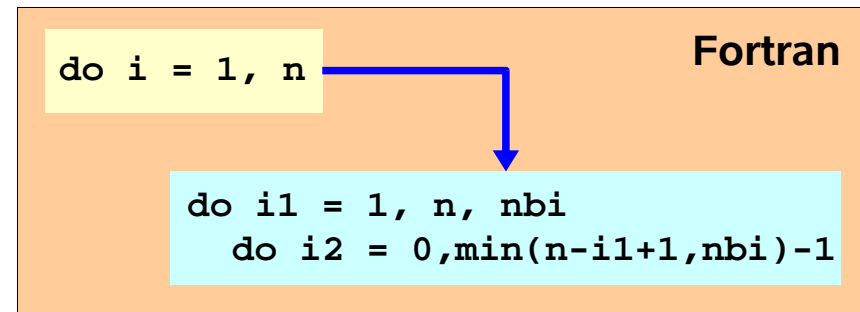 Fortran
do i = 1, n
do i1 = 1, n, nbi
do i2 = 0,min(n-i1+1,nbi)-1